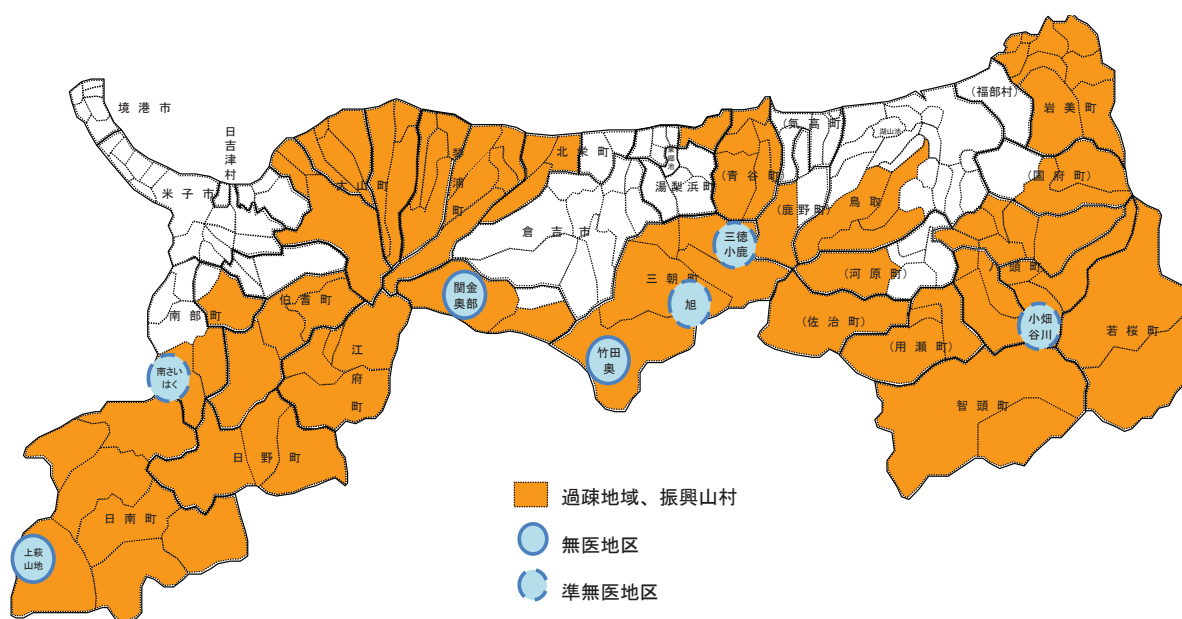 境港市
日吉津村
米子市
大山町
琴浦町
北栄町
湯梨浜町
(青谷町)
(気高町)
湖山池
(福部村)
岩美町
(国府町)
鳥取
(鹿野町)
倉吉市
三徳
小鹿
三朝町
(河原町)
八頭町
関金
奥部
旭
小畑
谷川
若桜町
(佐治町)
(用瀬町)
伯耆町
南部町
江府町
竹田
奥
南さい
はく
智頭町
日野町
日南町
上萩
山地
過疎地域、振興山村
無医地区
準無医地区